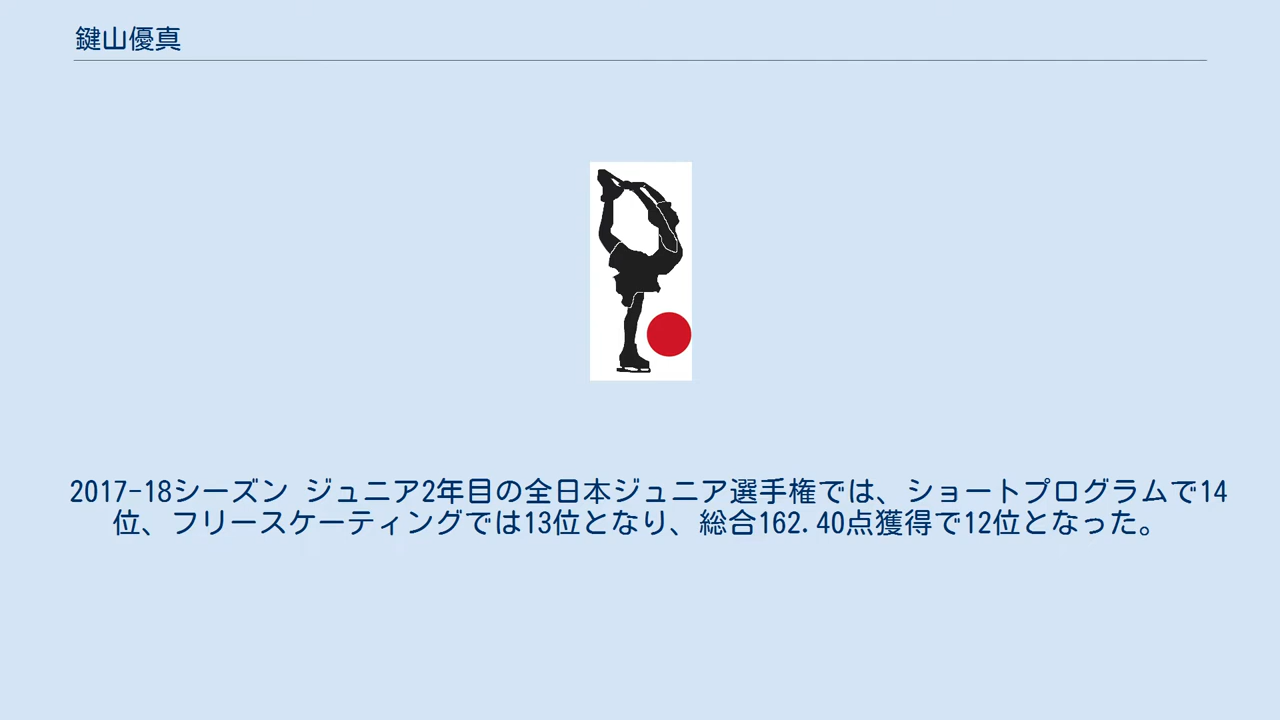 鍵山優真
2017-18シーズン ジュニア2年目の全日本ジュニア選手権では、ショートプログラムで14
位、フリースケーティングでは13位となり、総合162.40点獲得で12位となった。